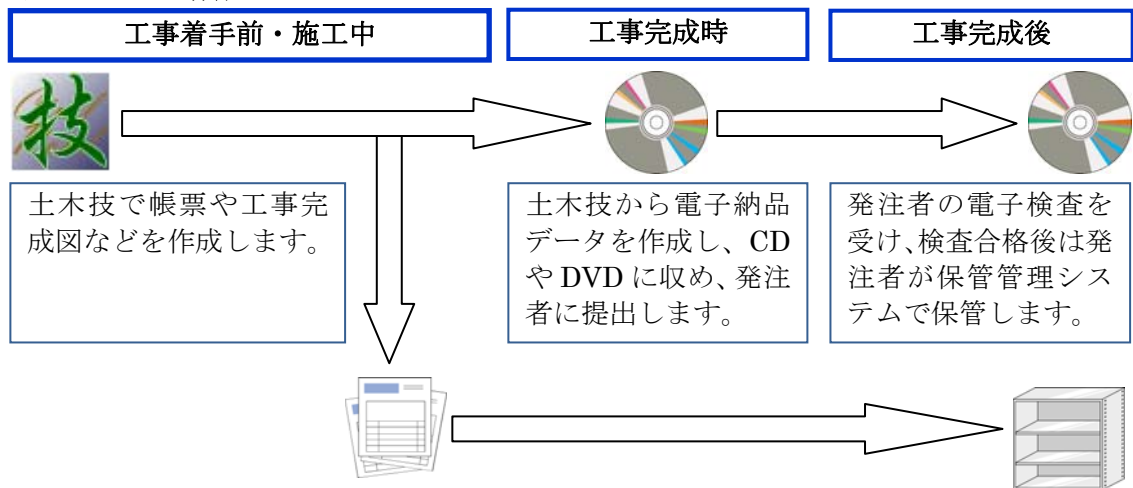 工事着手前・施工中
工事完成時
工事完成後
技
土木技で帳票や工事完
成図などを作成します。
土木技から電子納品
データを作成し、CD
や DVD に収め、発注
者に提出します。
発注者の電子検査を
受け、検査合格後は発
注者が保管管理シス
テムで保管します。